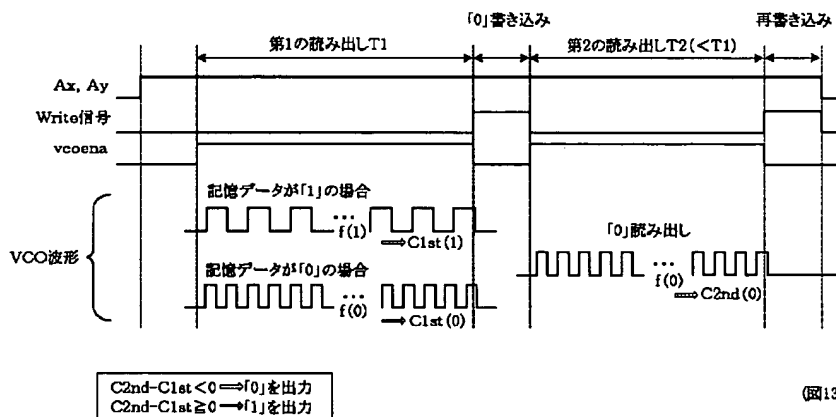 「0」書き込み
再書き込み
第1の読み出しT1
第2の読み出しT2(<T1)
Ax, Ay
Write信号
vcoena
記憶データが「1」の場合
…
f(1)
C1st(1)
「0」読み出し
VCO波形
記憶データが「0」の場合
…
f(0)
C1st(0)
…
f(0)
C2nd(0)
C2nd-C1st<0⟹「0」を出力
C2nd-C1st≧0→「1」を出力
(図13